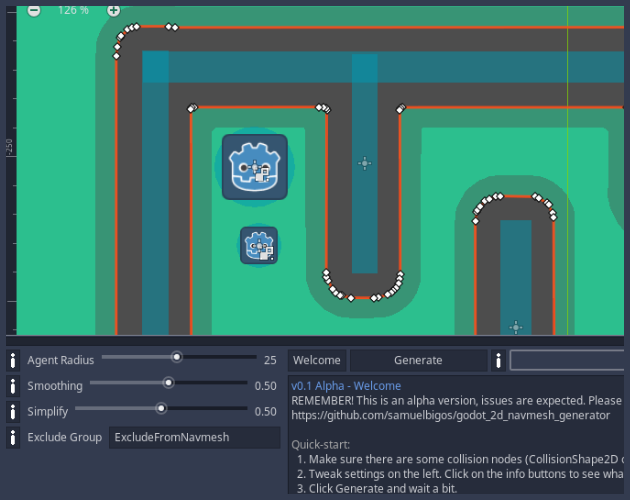 126 %
-250
Agent Radius 25 Welcome Generate
Smoothing 0.50
Simplify 0.50
Exclude Group ExcludeFromNavmesh
v0.1 Alpha - Welcome
REMEMBER! This is an alpha version, issues are expected. Please
https://github.com/samuelbigos/godot_2d_navmesh_generator
Quick-start:
1. Make sure there are some collision nodes (CollisionShape2D
2. Tweak settings on the left. Click on the info buttons to see wha
3. Click Generate and wait a bit.